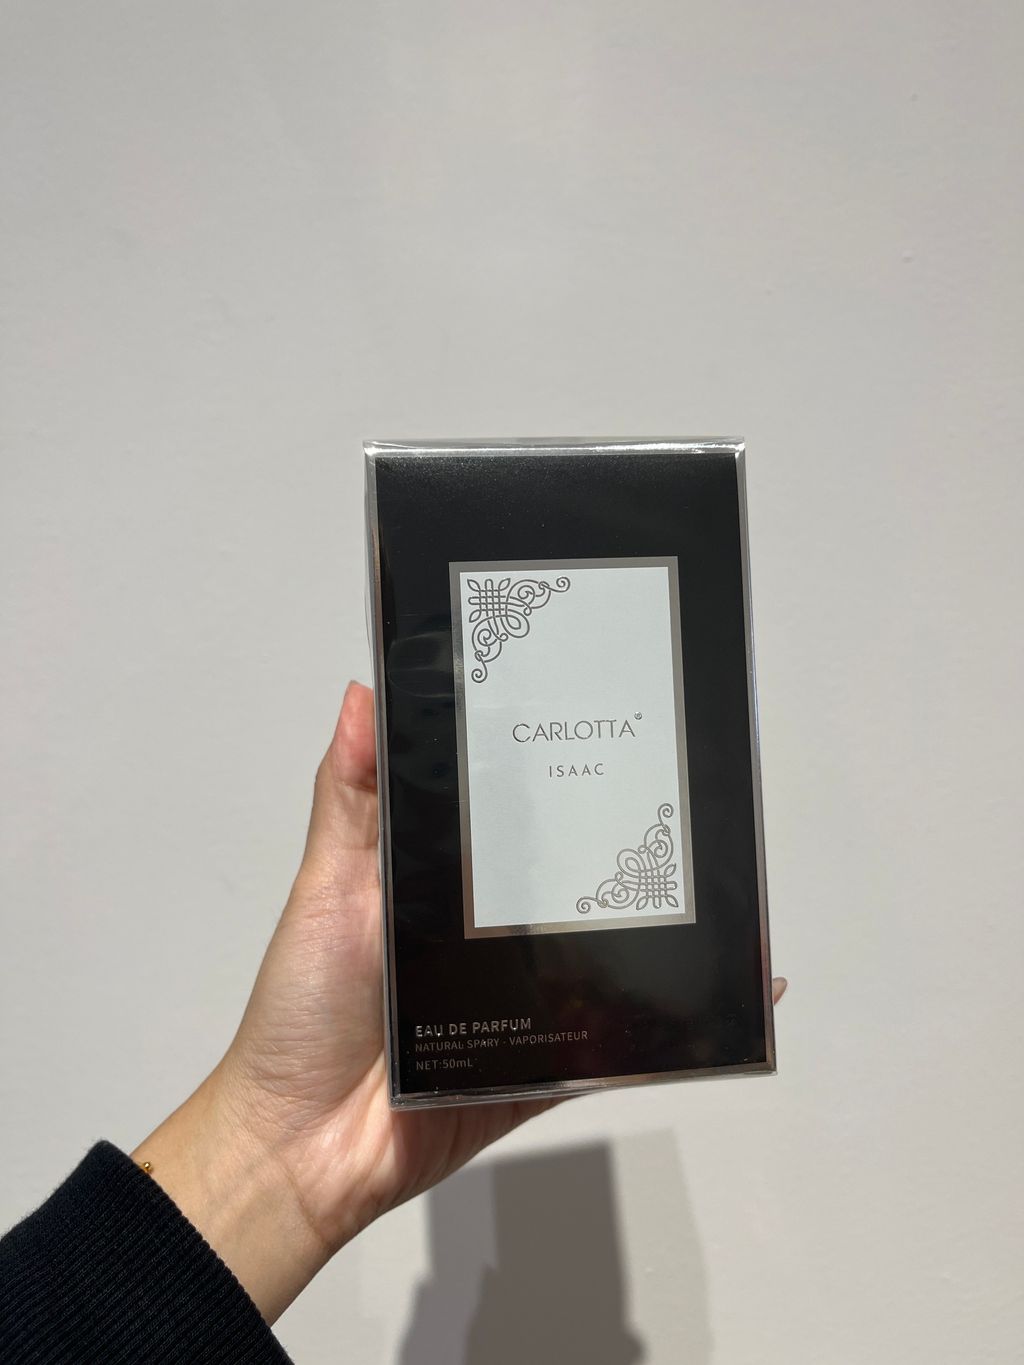 CARLOTTA®
ISAAC
EAU DE PARFUM
NATURAL SPARY - VAPORISATEUR
NET:50mL